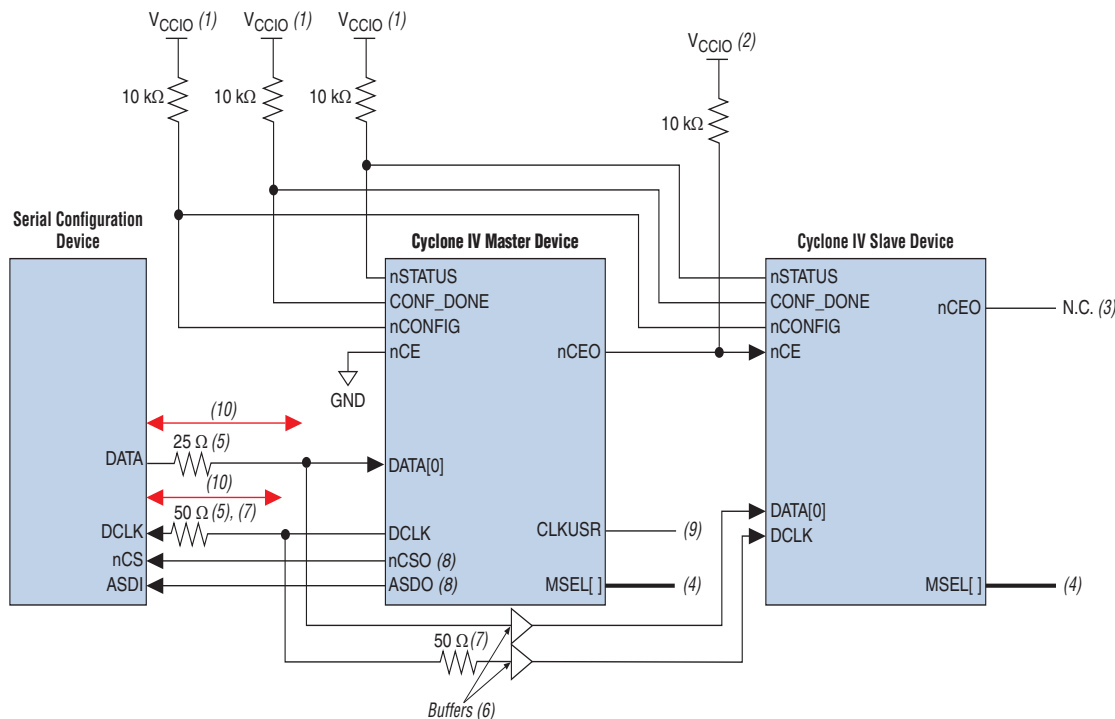 VCCIO (1)
VCCIO (1)
VCCIO (1)
VCCIO (2)
10 kΩ
10 kΩ
10 kΩ
10 kΩ
Serial Configuration
Device
DATA
DCLK
nCS
ASDI
(10)
25 Ω (5)
(10)
50 Ω (5), (7)
Cyclone IV Master Device
nSTATUS
CONF_DONE
nCONFIG
nCE
GND
nCEO
DATA[0]
DCLK
nCSO (8)
ASDO (8)
CLKUSR
(9)
MSEL[ ]
(4)
50 Ω (7)
Buffers (6)
Cyclone IV Slave Device
nSTATUS
CONF_DONE
nCONFIG
nCE
nCEO
N.C. (3)
DATA[0]
DCLK
MSEL[ ]
(4)